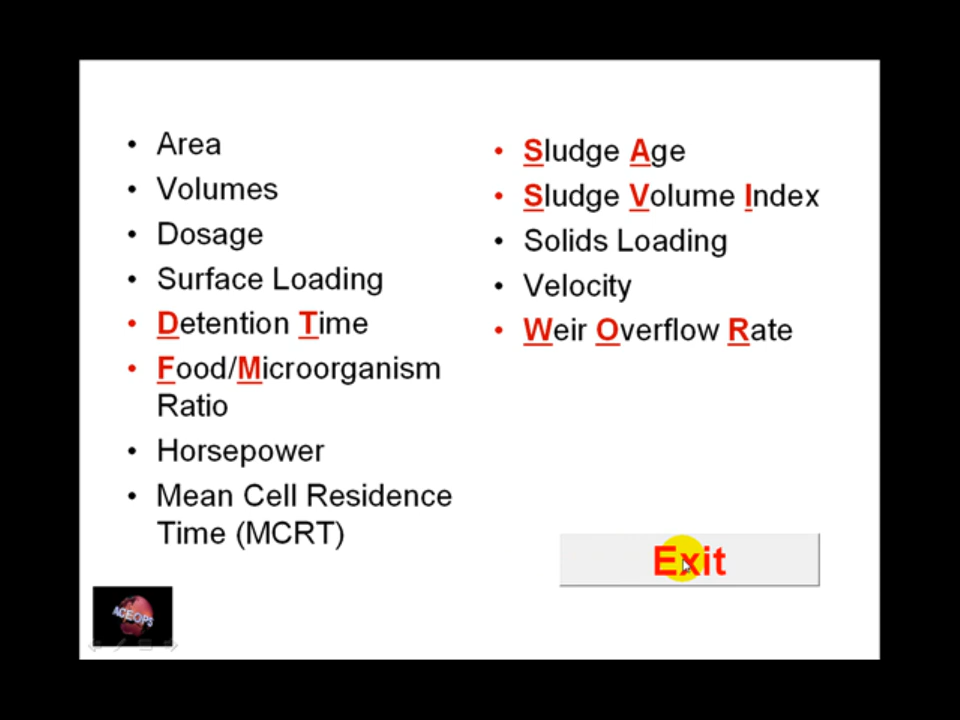 • Area
• Volumes
• Dosage
• Surface Loading
• Detention Time
• Food/Microorganism
Ratio
• Horsepower
• Mean Cell Residence
Time (MCRT)
• Sludge Age
• Sludge Volume Index
• Solids Loading
• Velocity
• Weir Overflow Rate
Exit
ACEOPS